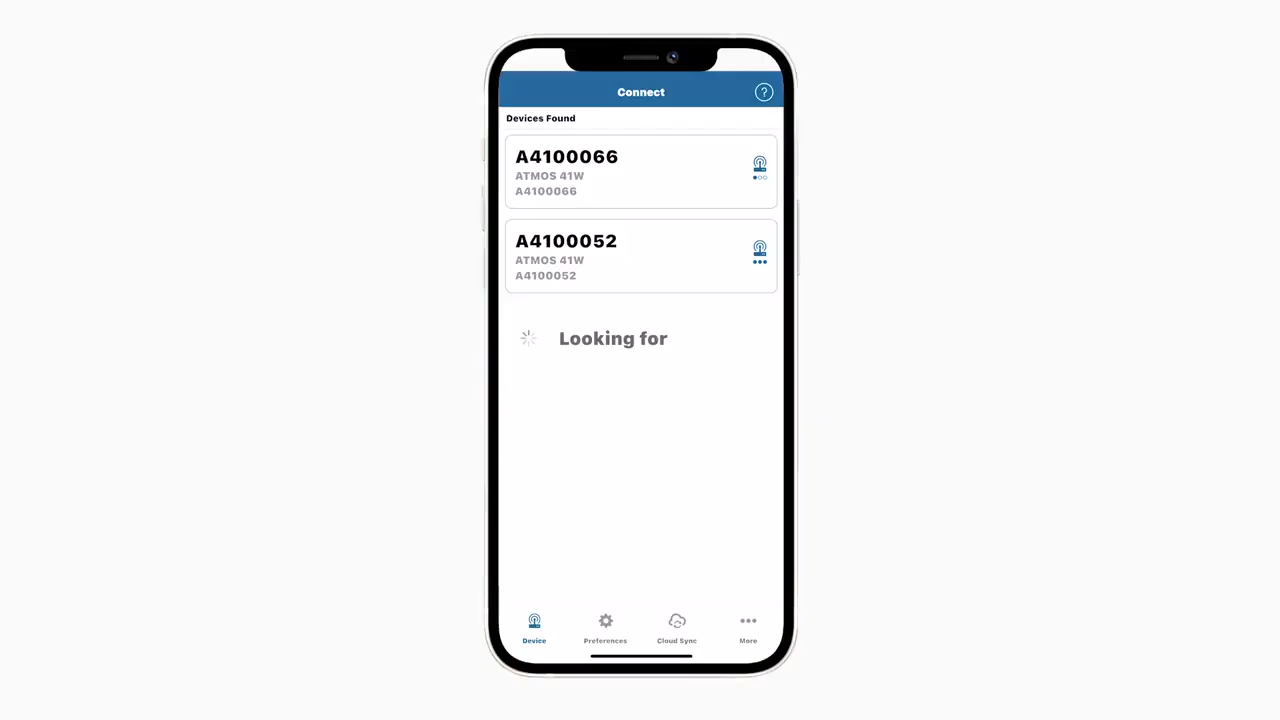 Connect
?
Devices Found
A4100066
ATMOS 41W
A4100066
A4100052
ATMOS 41W
A4100052
Looking for
Device
Preferences
Cloud Sync
More